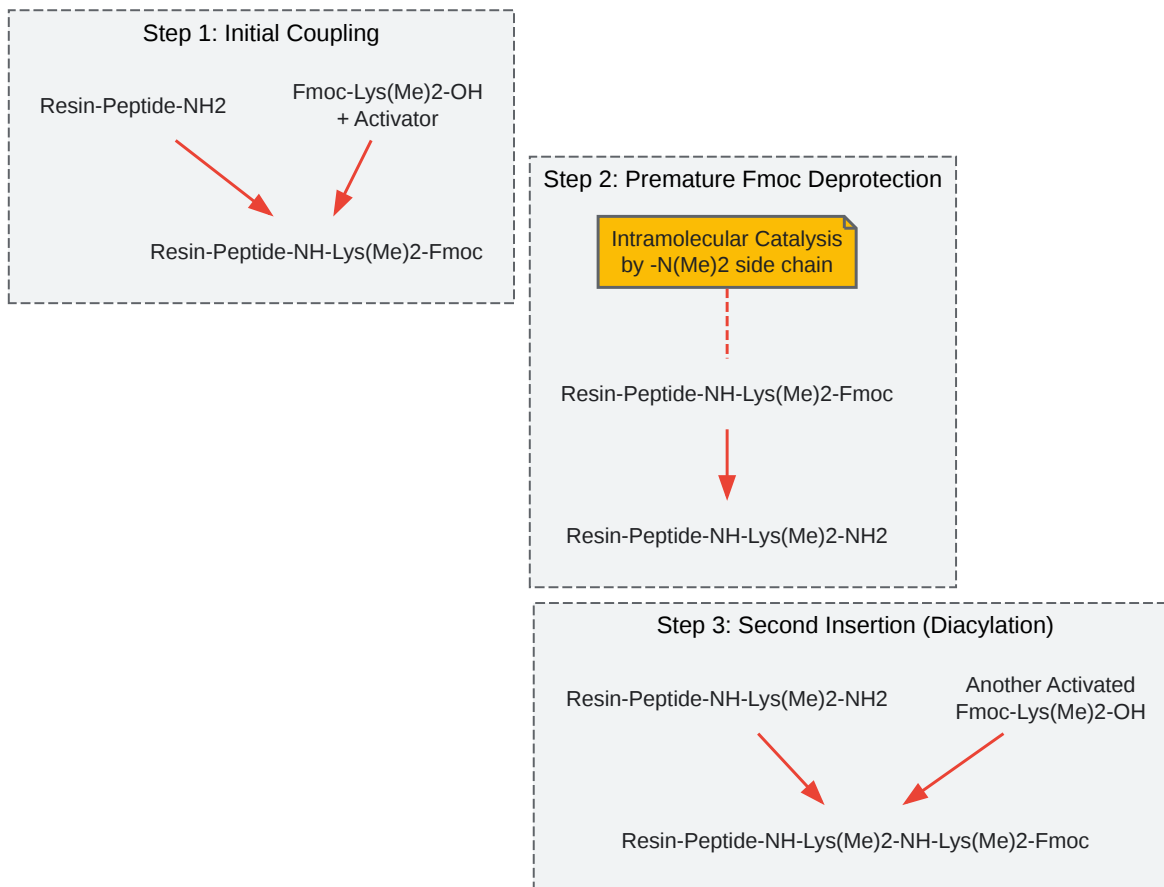 Step 1: Initial Coupling
Resin-Peptide-NH2
Fmoc-Lys(Me)2-OH
+ Activator
Resin-Peptide-NH-Lys(Me)2-Fmoc
Step 2: Premature Fmoc Deprotection
Intramolecular Catalysis
by -N(Me)2 side chain
Resin-Peptide-NH-Lys(Me)2-Fmoc
Resin-Peptide-NH-Lys(Me)2-NH2
Step 3: Second Insertion (Diacylation)
Resin-Peptide-NH-Lys(Me)2-NH2
Another Activated
Fmoc-Lys(Me)2-OH
Resin-Peptide-NH-Lys(Me)2-NH-Lys(Me)2-Fmoc